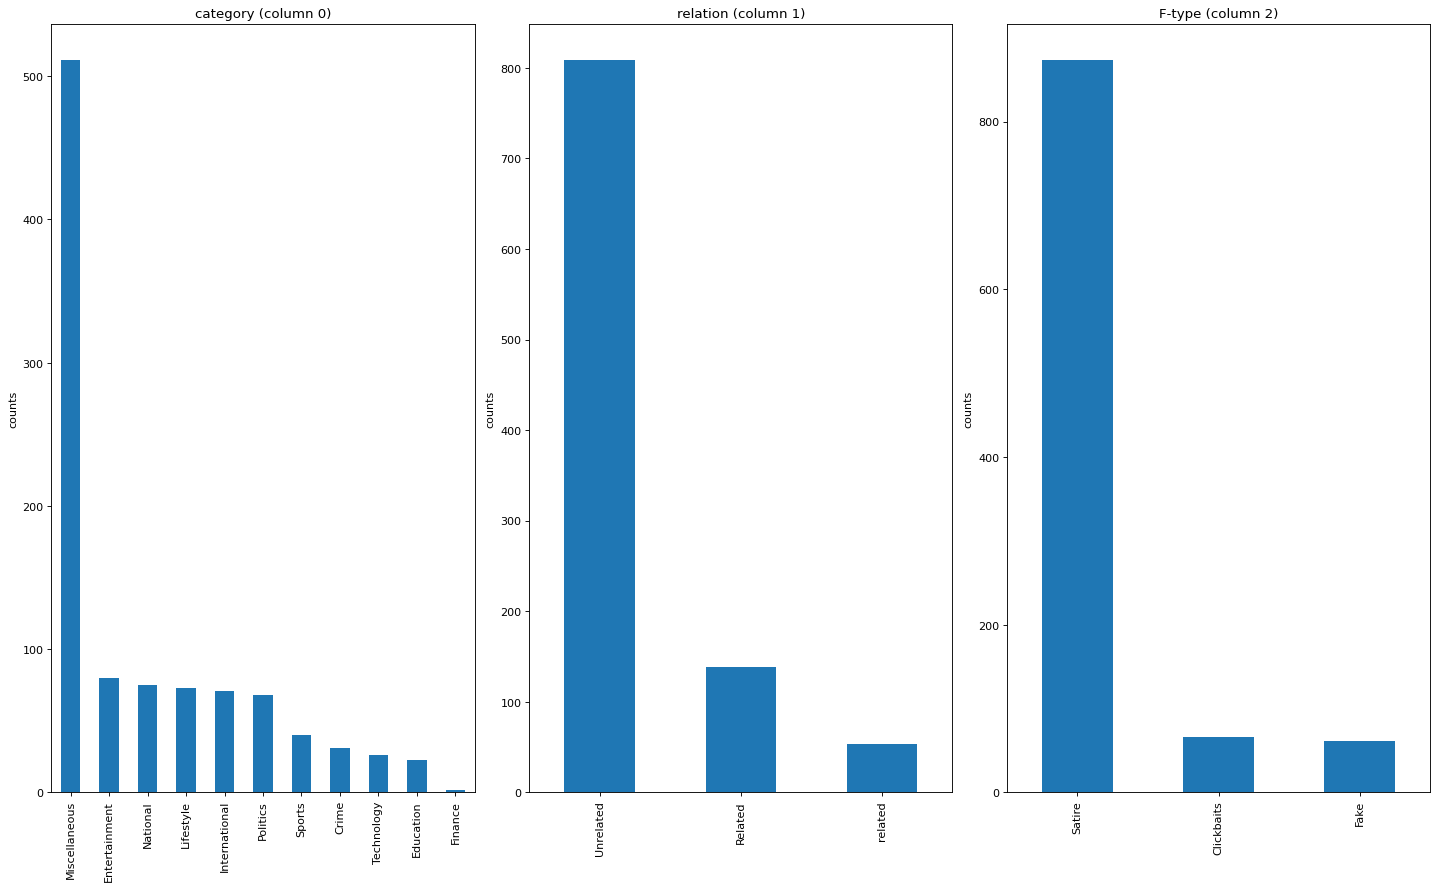 category (column 0)
counts
500
400
300
200
100
0
Miscellaneous
Entertainment
National
Lifestyle
International
Politics
Sports
Crime
Technology
Education
Finance
relation (column 1)
counts
800
700
600
500
400
300
200
100
0
Unrelated
Related
related
F-type (column 2)
counts
800
600
400
200
0
Satire
Clickbaits
Fake